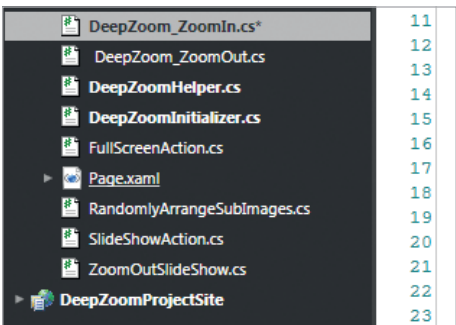 DeepZoom_ZoomIn.cs*
DeepZoom_ZoomOut.cs
DeepZoomHelper.cs
DeepZoomInitializer.cs
FullScreenAction.cs
Page.xaml
RandomlyArrangeSubImages.cs
SlideShowAction.cs
ZoomOutSlideShow.cs
DeepZoomProjectSite
11
12
13
14
15
16
17
18
19
20
21
22
23